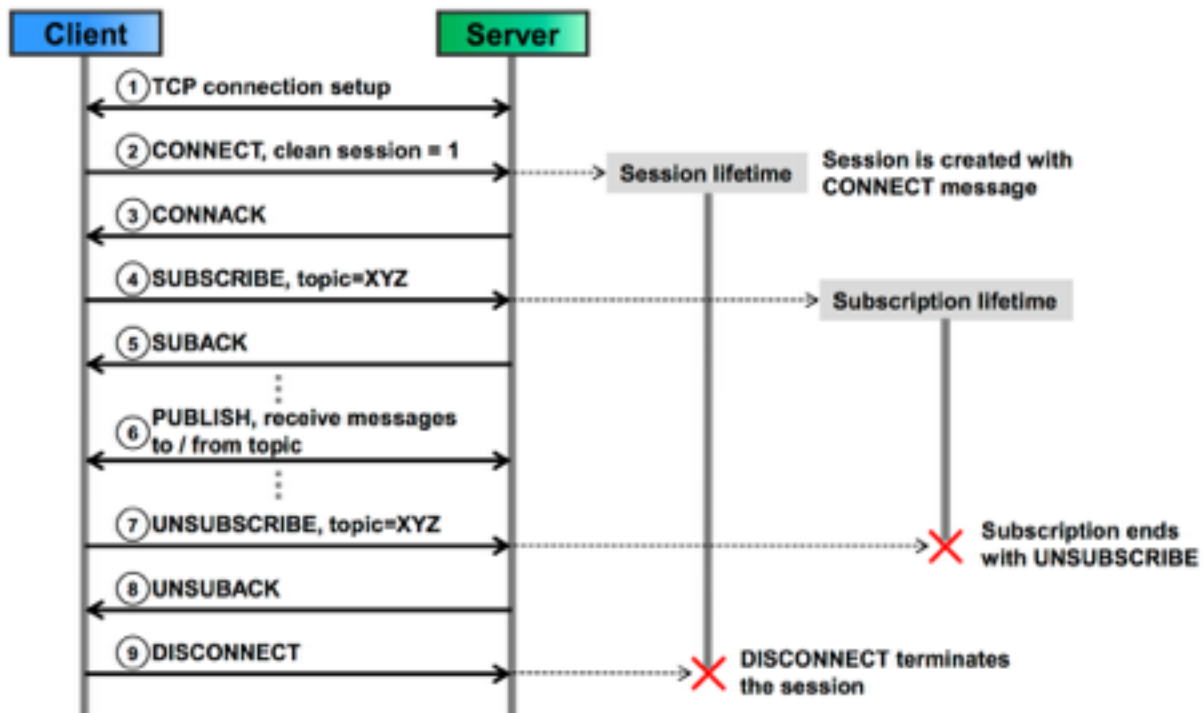 Client
Server
1 TCP connection setup
2 CONNECT, clean session = 1
Session lifetime
Session is created with
CONNECT message
3 CONNACK
4 SUBSCRIBE, topic=XYZ
Subscription lifetime
5 SUBACK
6 PUBLISH, receive messages
to / from topic
7 UNSUBSCRIBE, topic=XYZ
Subscription ends
with UNSUBSCRIBE
8 UNSUBACK
9 DISCONNECT
DISCONNECT terminates
the session